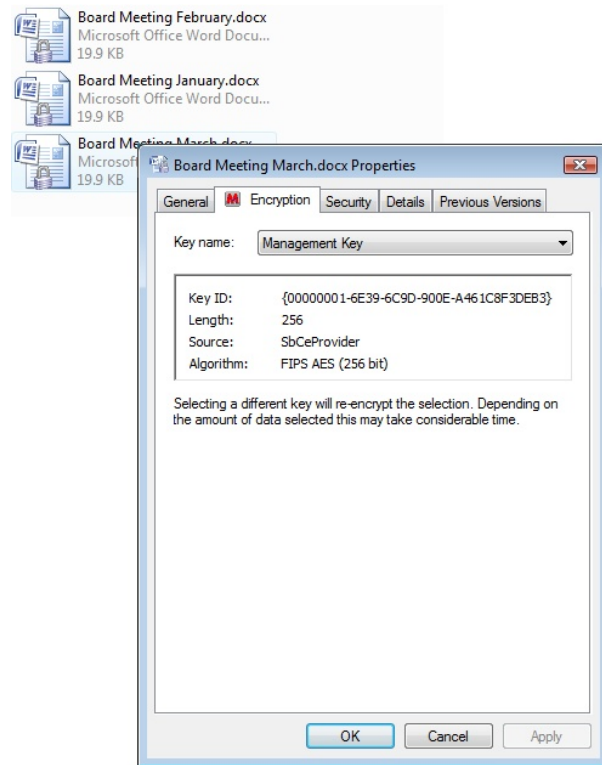 Board Meeting February.docx
Microsoft Office Word Docu...
19.9 KB
Board Meeting January.docx
Microsoft Office Word Docu...
19.9 KB
Board Meeting March.docx
Microsoft
19.9 KB
Board Meeting March.docx Properties
General M Encryption Security Details Previous Versions
Key name: Management Key
Key ID: {00000001-6E39-6C9D-900E-A461C8F3DEB3}
Length: 256
Source: SbCeProvider
Algorithm: FIPS AES (256 bit)
Selecting a different key will re-encrypt the selection. Depending on
the amount of data selected this may take considerable time.
OK Cancel Apply